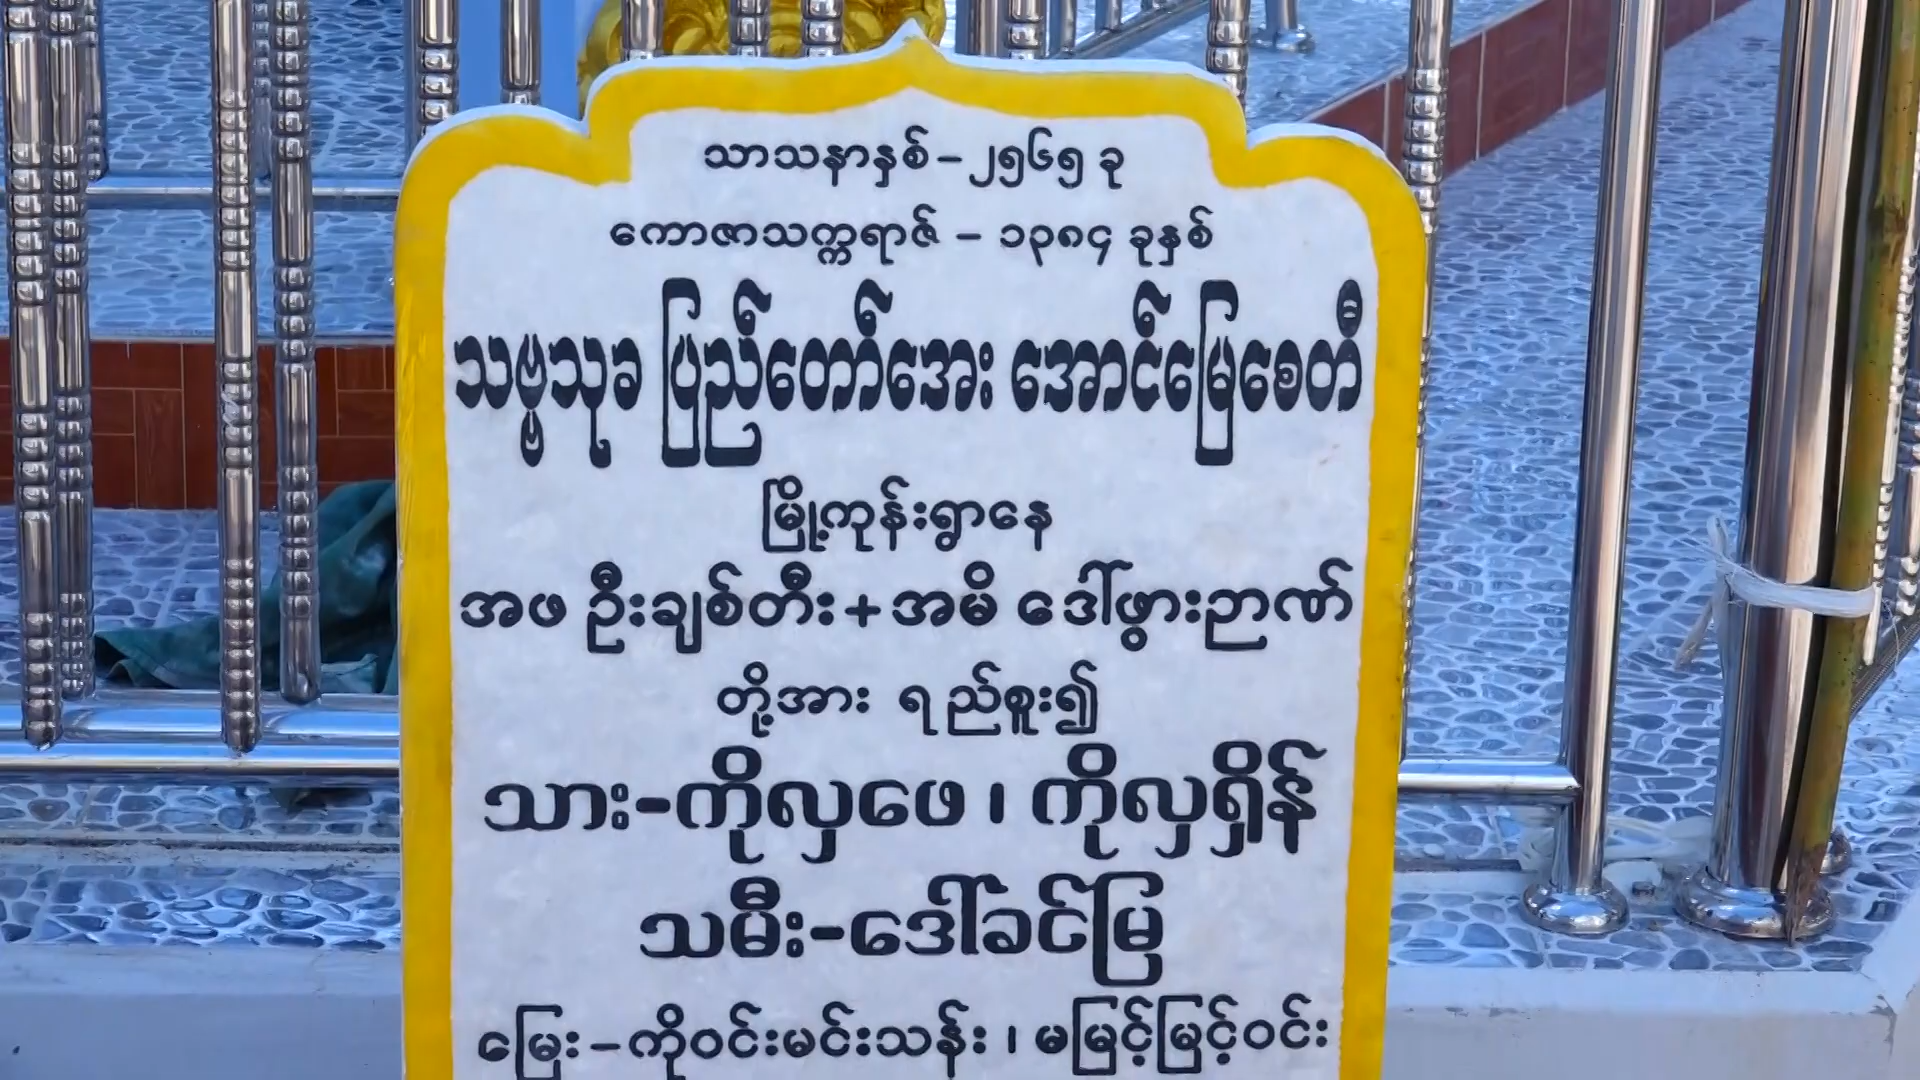 သာသနာနှစ်–၂၅၆၅ ခု
ကောဇာသက္ကရာဇ် – ၁၃၈၄ ခုနှစ်
သဗ္ဗသုခ ပြည်တော်အေး အောင်မြေစေတီ
မြို့ကုန်းရွာနေ
အဖ ဦးချစ်တီး+အမိ ဒေါ်ဖွားဉာဏ်
တို့အား ရည်စူး၍
သား-ကိုလှဖေ ၊ ကိုလှရှိန်
သမီး-ဒေါ်ခင်မြ
မြေး–ကိုဝင်းမင်းသန်း ၊ မမြင့်မြင့်ဝင်း